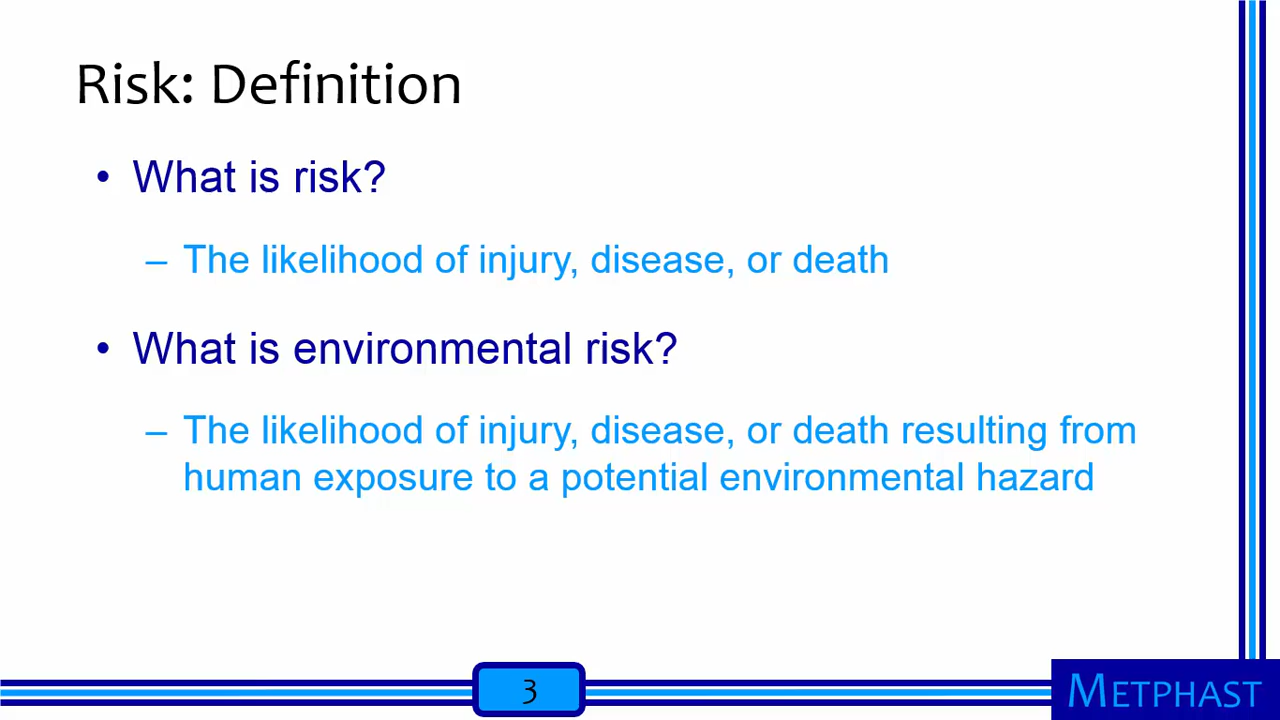 Risk: Definition
• What is risk?
– The likelihood of injury, disease, or death
• What is environmental risk?
– The likelihood of injury, disease, or death resulting from
human exposure to a potential environmental hazard
3
METPHAST